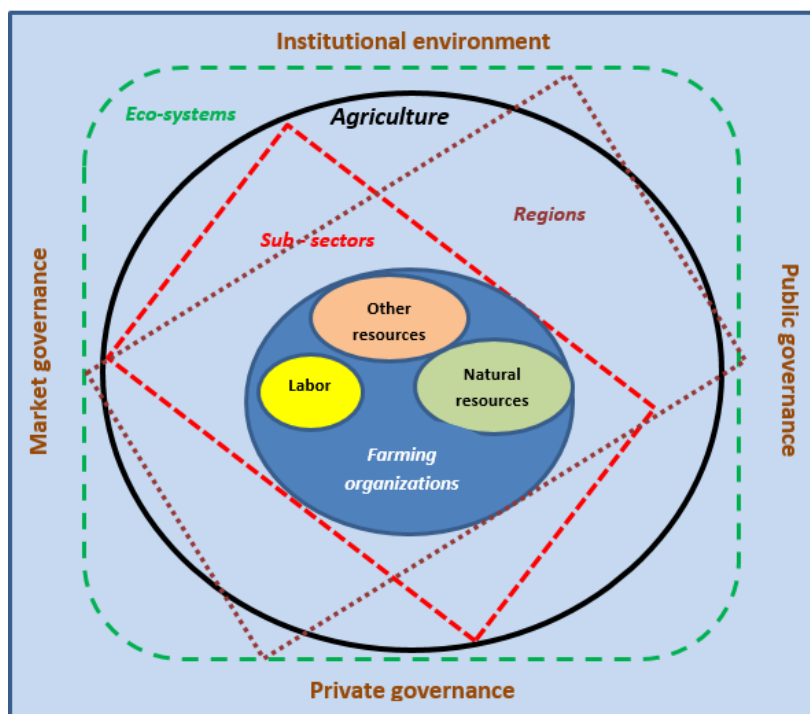 Institutional environment
Eco-systems
Agriculture
Regions
Sub - sectors
Market governance
Public governance
Other
resources
Labor
Natural
resources
Farming
organizations
Private governance